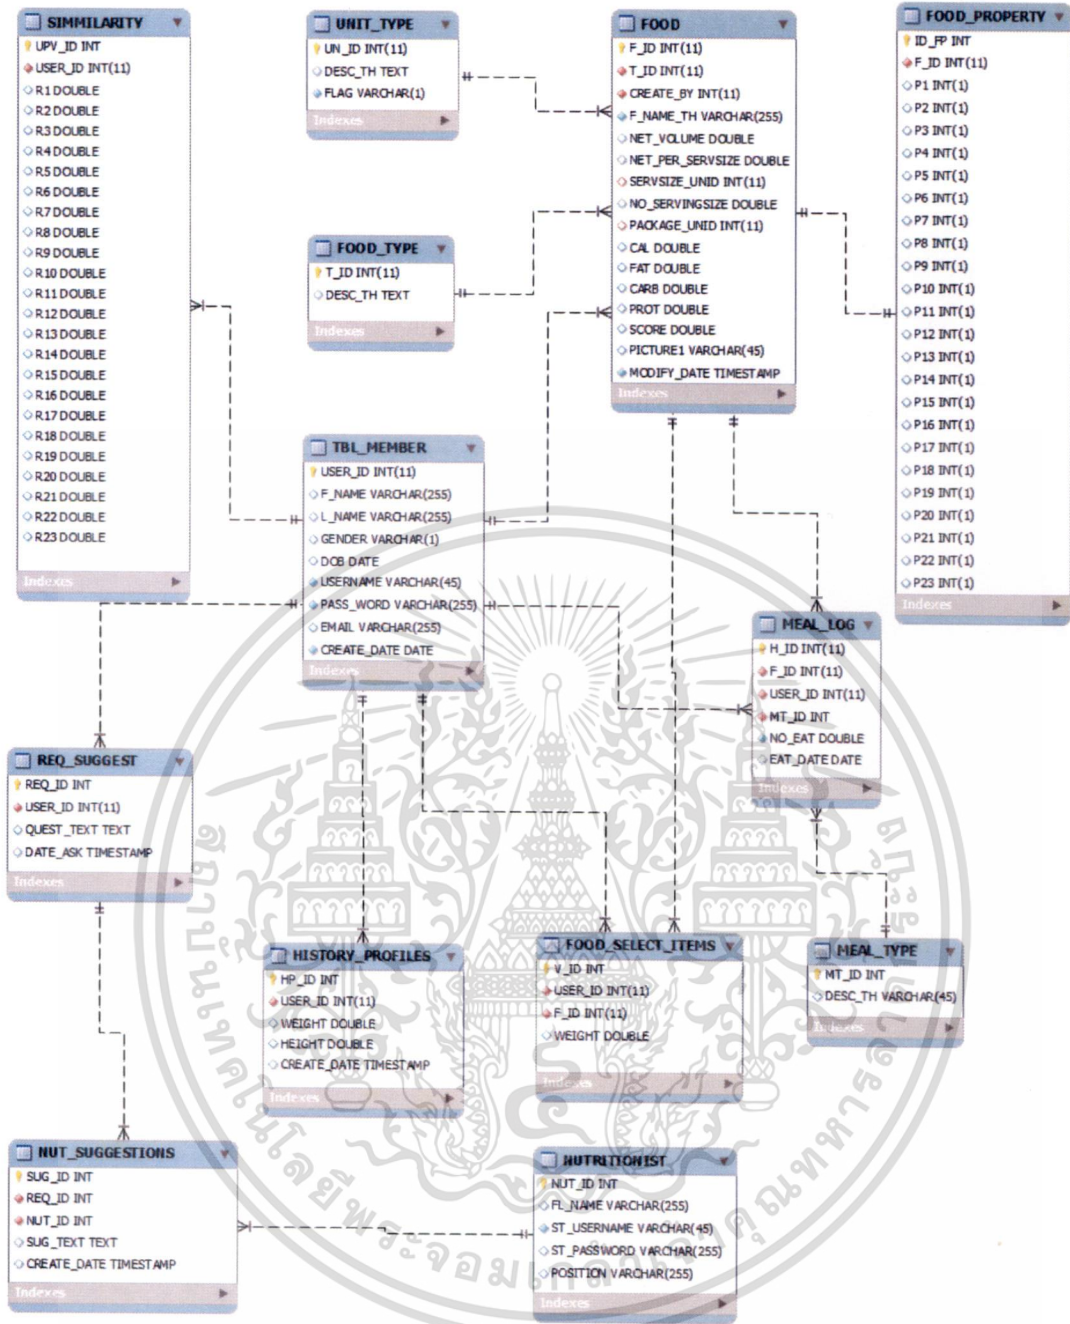 SIMMILARITY
UPV_ID INT
USER_ID INT(11)
R1 DOUBLE
R2 DOUBLE
R3 DOUBLE
R4 DOUBLE
R5 DOUBLE
R6 DOUBLE
R7 DOUBLE
R8 DOUBLE
R9 DOUBLE
R10 DOUBLE
R11 DOUBLE
R12 DOUBLE
R13 DOUBLE
R14 DOUBLE
R15 DOUBLE
R16 DOUBLE
R17 DOUBLE
R18 DOUBLE
R19 DOUBLE
R20 DOUBLE
R21 DOUBLE
R22 DOUBLE
R23 DOUBLE
Indexes
UNIT_TYPE
UN_ID INT(11)
DESC_TH TEXT
FLAG VARCHAR(1)
Indexes
FOOD_TYPE
T_ID INT(11)
DESC_TH TEXT
Indexes
FOOD
F_ID INT(11)
T_ID INT(11)
CREATE_BY INT(11)
F_NAME_TH VARCHAR(255)
NET_VOLUME DOUBLE
NET_PER_SERVSIZE DOUBLE
SERVSIZE_UNID INT(11)
NO_SERVINGSIZE DOUBLE
PACKAGE_UNID INT(11)
CAL DOUBLE
FAT DOUBLE
CARB DOUBLE
PROT DOUBLE
SCORE DOUBLE
PICTURE1 VARCHAR(45)
MODIFY_DATE TIMESTAMP
Indexes
FOOD_PROPERTY
ID_FP INT
F_ID INT(11)
P1 INT(1)
P2 INT(1)
P3 INT(1)
P4 INT(1)
P5 INT(1)
P6 INT(1)
P7 INT(1)
P8 INT(1)
P9 INT(1)
P10 INT(1)
P11 INT(1)
P12 INT(1)
P13 INT(1)
P14 INT(1)
P15 INT(1)
P16 INT(1)
P17 INT(1)
P18 INT(1)
P19 INT(1)
P20 INT(1)
P21 INT(1)
P22 INT(1)
P23 INT(1)
Indexes
TBL_MEMBER
USER_ID INT(11)
F_NAME VARCHAR(255)
L_NAME VARCHAR(255)
GENDER VARCHAR(1)
DOB DATE
USERNAME VARCHAR(45)
PASS_WORD VARCHAR(255)
EMAIL VARCHAR(255)
CREATE_DATE DATE
Indexes
MEAL_LOG
H_ID INT(11)
F_ID INT(11)
USER_ID INT(11)
MT_ID INT
NO_EAT DOUBLE
EAT_DATE DATE
Indexes
REQ_SUGGEST
REQ_ID INT
USER_ID INT(11)
QUEST_TEXT TEXT
DATE_ASK TIMESTAMP
Indexes
HISTORY_PROFILES
HP_ID INT
USER_ID INT(11)
WEIGHT DOUBLE
HEIGHT DOUBLE
CREATE_DATE TIMESTAMP
Indexes
FOOD_SELECT_ITEMS
V_ID INT
USER_ID INT(11)
F_ID INT(11)
WEIGHT DOUBLE
Indexes
MEAL_TYPE
MT_ID INT
DESC_TH VARCHAR(45)
Indexes
NUT_SUGGESTIONS
SUG_ID INT
REQ_ID INT
NUT_ID INT
SUG_TEXT TEXT
CREATE_DATE TIMESTAMP
Indexes
NUTRITIONIST
NUT_ID INT
FL_NAME VARCHAR(255)
ST_USERNAME VARCHAR(45)
ST_PASSWORD VARCHAR(255)
POSITION VARCHAR(255)
Indexes